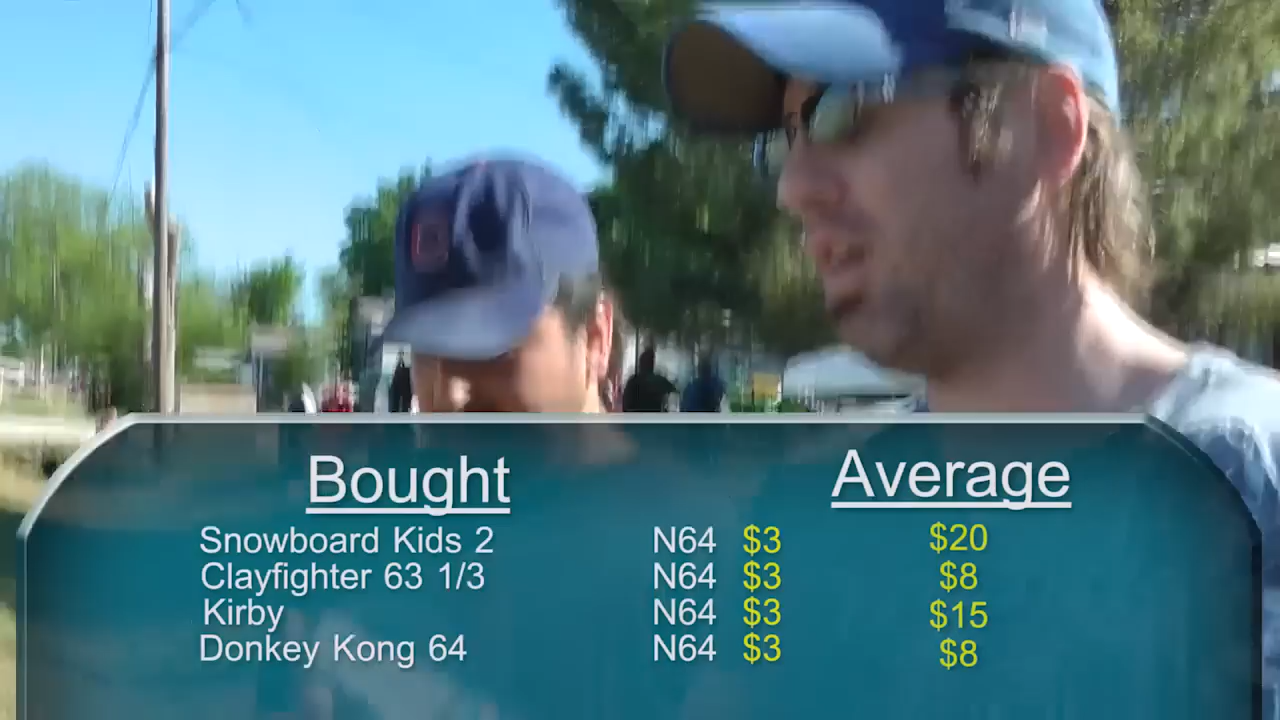 Bought Average
Snowboard Kids 2 N64 $3 $20
Clayfighter 63 1/3 N64 $3 $8
Kirby N64 $3 $15
Donkey Kong 64 N64 $3 $8